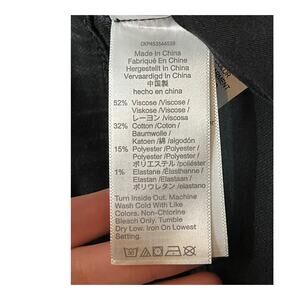 Made In China
Fabriqué En Chine
Hergestellt In China
Vervaardigd In China
中国製
hecho en china
52% Viscose /Viscose /
Viskose /Viscose /
レーヨン /viscosa
32% Cotton /Coton /
Baumwolle /
Katoen /綿 /algodón
15% Polyester /Polyester /
Polyester /Polyester /
ポリエステル /poliéster
1% Elastane /Élasthanne /
Elastan /Elastaan /
ポリウレタン /elastano
Turn Inside Out. Machine
Wash Cold With Like
Colors. Non-Chlorine
Bleach Only. Tumble
Dry Low. Iron On Lowest
Setting.